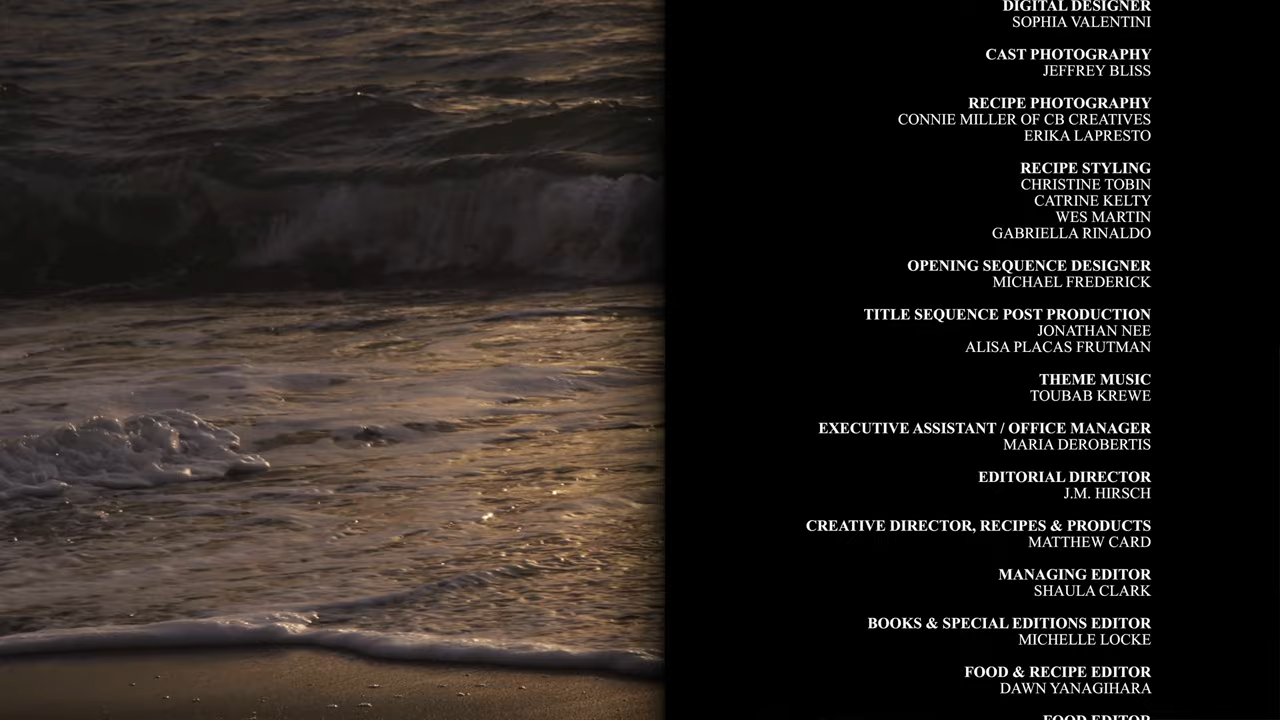 DIGITAL DESIGNER
SOPHIA VALENTINI
CAST PHOTOGRAPHY
JEFFREY BLISS
RECIPE PHOTOGRAPHY
CONNIE MILLER OF CB CREATIVES
ERIKA LAPRESTO
RECIPE STYLING
CHRISTINE TOBIN
CATRINE KELTY
WES MARTIN
GABRIELLA RINALDO
OPENING SEQUENCE DESIGNER
MICHAEL FREDERICK
TITLE SEQUENCE POST PRODUCTION
JONATHAN NEE
ALISA PLACAS FRUTMAN
THEME MUSIC
TOUBAB KREWE
EXECUTIVE ASSISTANT / OFFICE MANAGER
MARIA DEROBERTIS
EDITORIAL DIRECTOR
J.M. HIRSCH
CREATIVE DIRECTOR, RECIPES & PRODUCTS
MATTHEW CARD
MANAGING EDITOR
SHAULA CLARK
BOOKS & SPECIAL EDITIONS EDITOR
MICHELLE LOCKE
FOOD & RECIPE EDITOR
DAWN YANAGIHARA
FOOD EDITOR